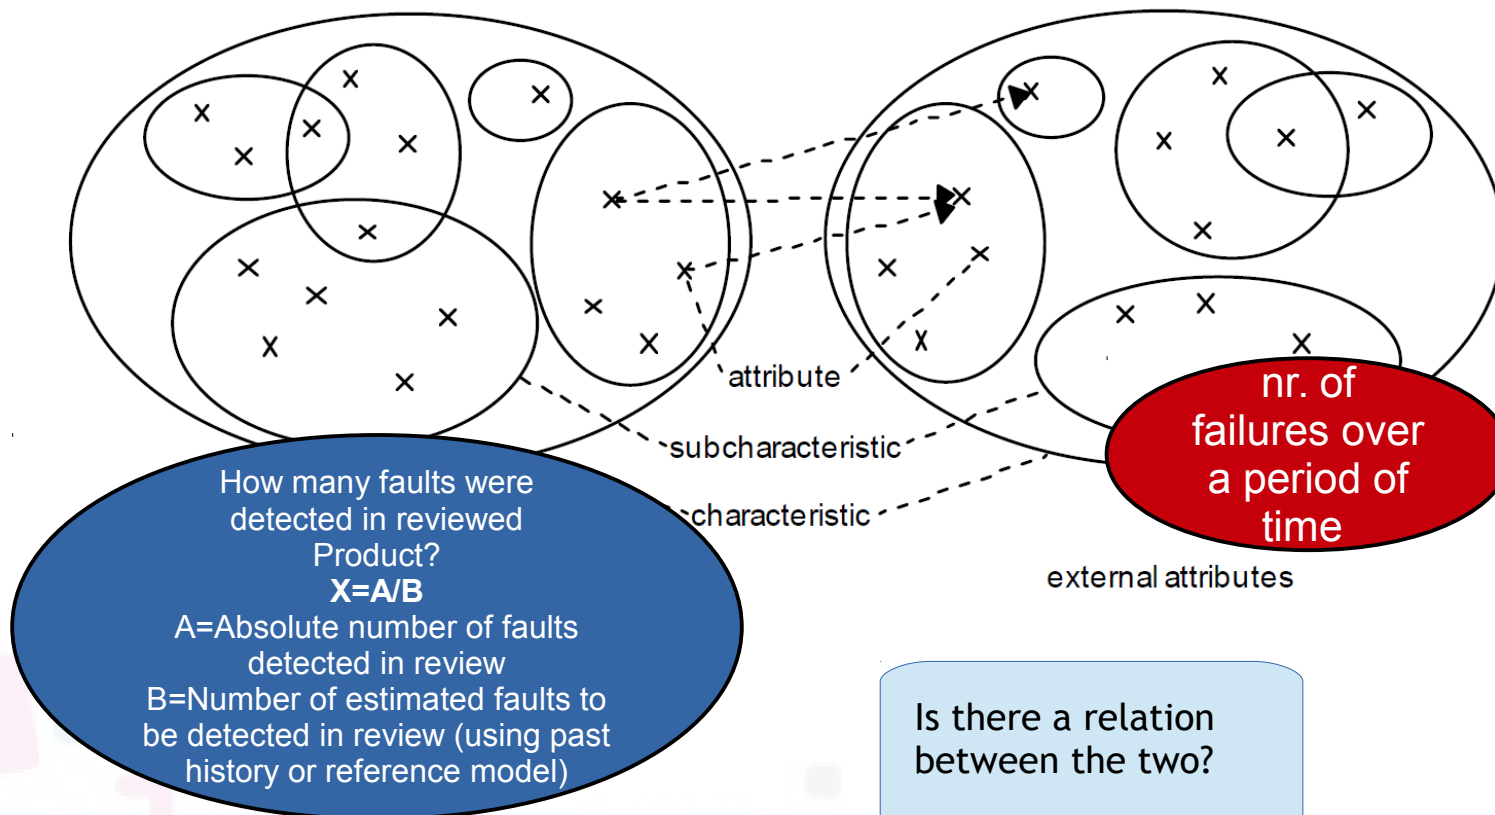 attribute
subcharacteristic
characteristic
How many faults were
detected in reviewed
Product?
X=A/B
A=Absolute number of faults
detected in review
B=Number of estimated faults to
be detected in review (using past
history or reference model)
nr. of
failures over
a period of
time
external attributes
Is there a relation
between the two?